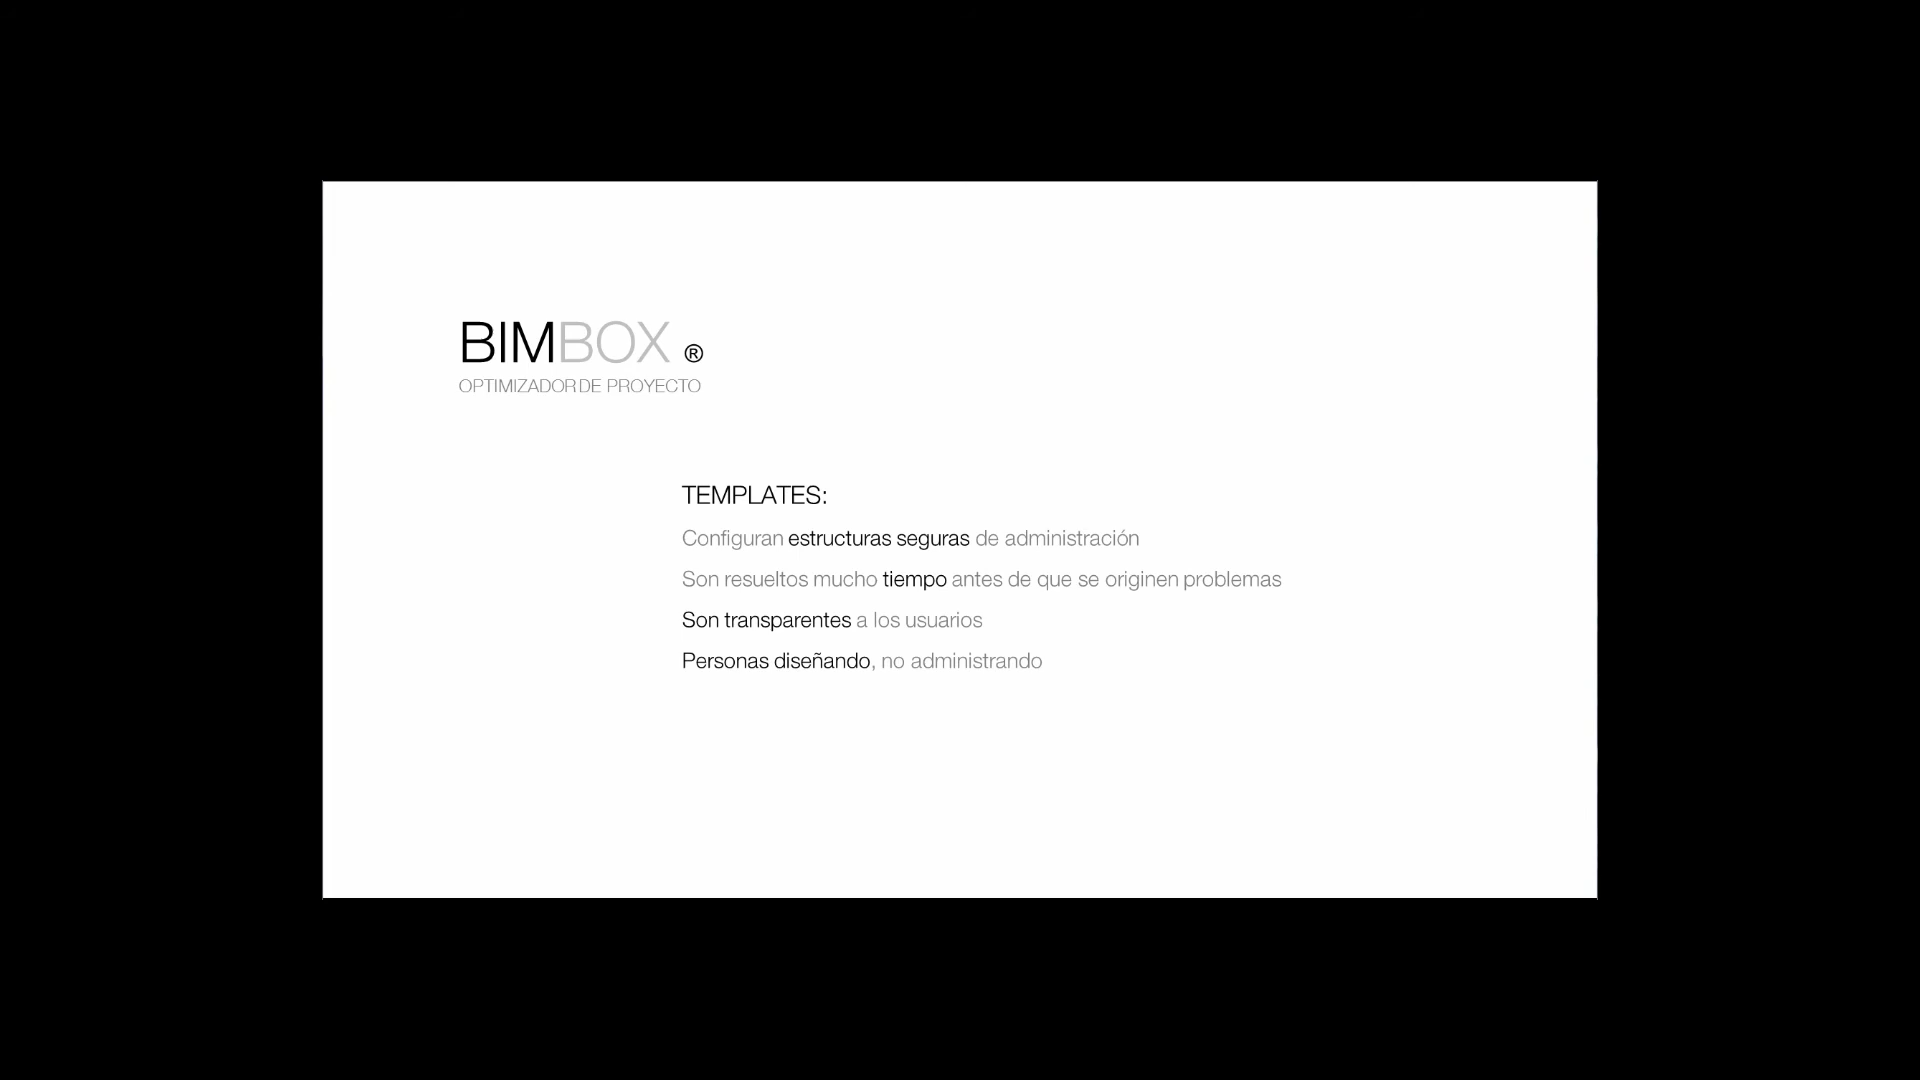 BIMBOX ®
OPTIMIZADOR DE PROYECTO
TEMPLATES:
Configuran estructuras seguras de administración
Son resueltos mucho tiempo antes de que se originen problemas
Son transparentes a los usuarios
Personas diseñando, no administrando